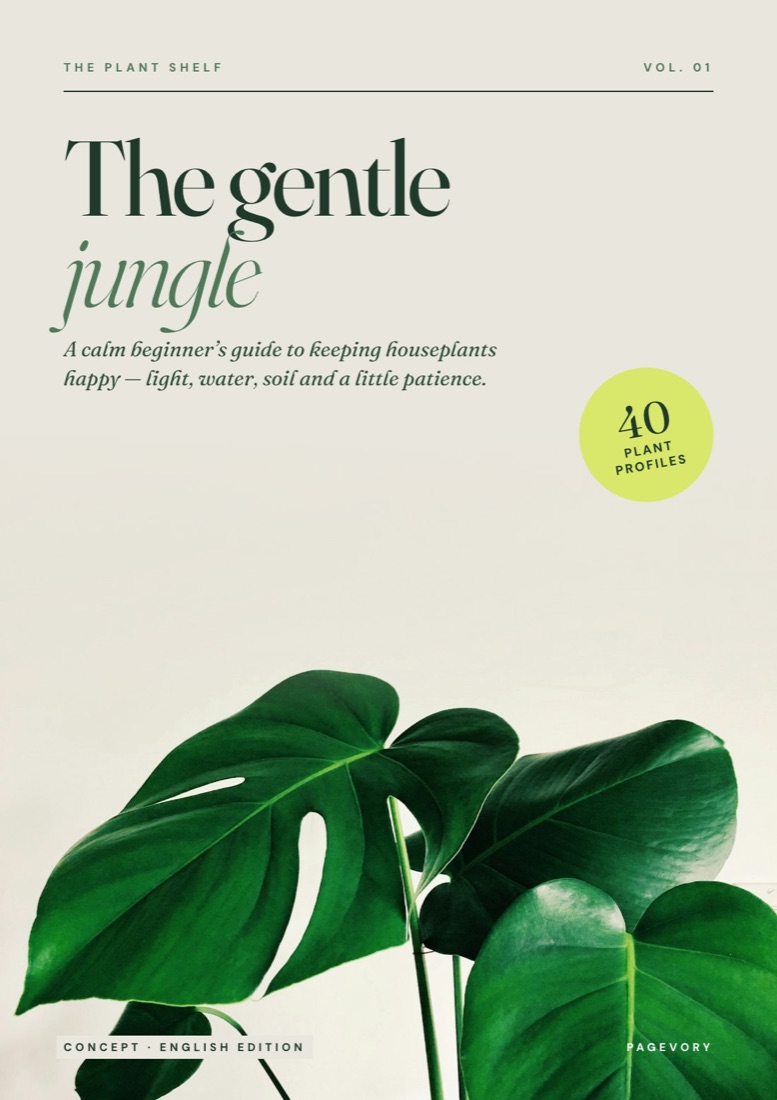 THE PLANT SHELF
VOL. 01
The gentle
jungle
A calm beginner’s guide to keeping houseplants
happy — light, water, soil and a little patience.
40
PLANT
PROFILES
CONCEPT · ENGLISH EDITION
PAGEVORY